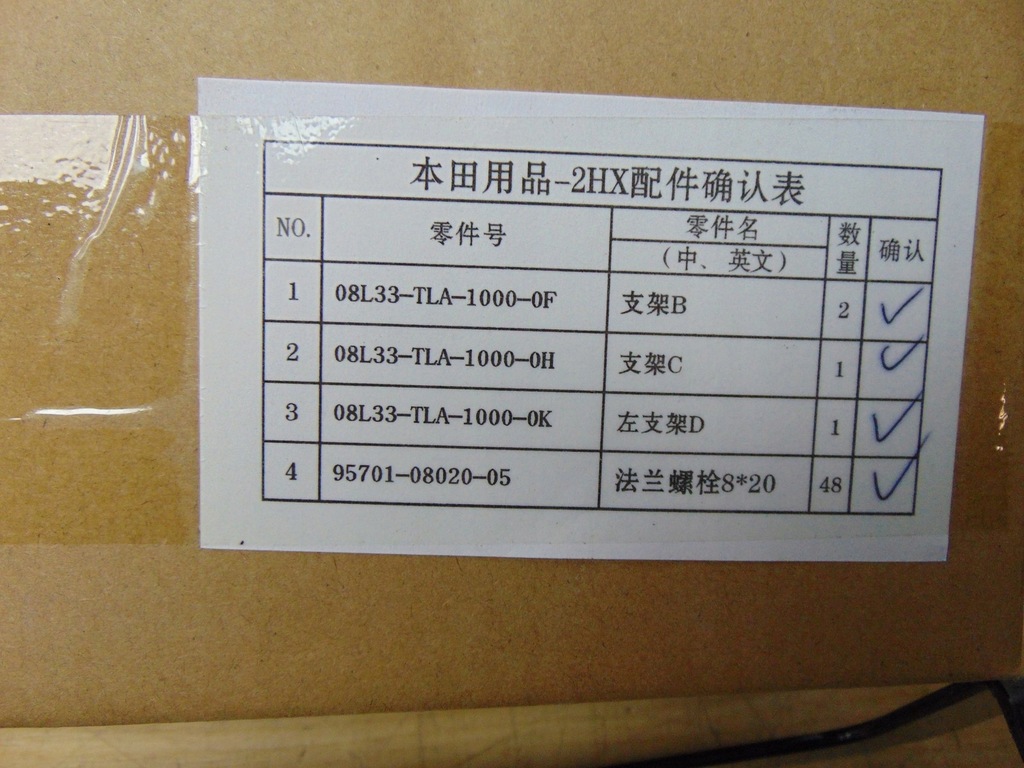 本田用品-2HX配件确认表
NO. 零件号 零件名 (中、英文) 数量 确认
1 08L33-TLA-1000-0F 支架B 2 ✓
2 08L33-TLA-1000-0H 支架C 1 ✓
3 08L33-TLA-1000-0K 左支架D 1 ✓
4 95701-08020-05 法兰螺栓8*20 48 ✓